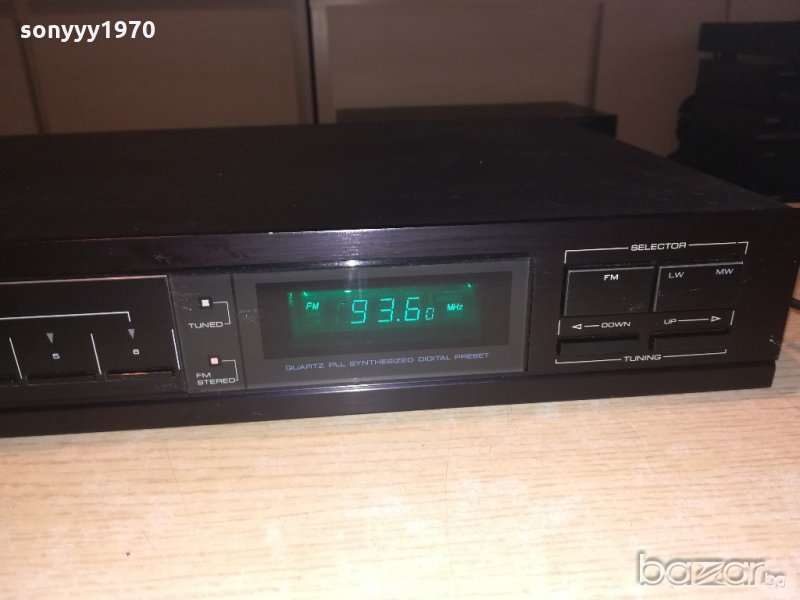 sonyyy1970
SELECTOR
FM
LW
MW
TUNED
FM
93.60
MHz
DOWN
UP
5
6
QUARTZ PLL SYNTHESIZED DIGITAL PRESET
TUNING
FM
STEREO
bazar.bg